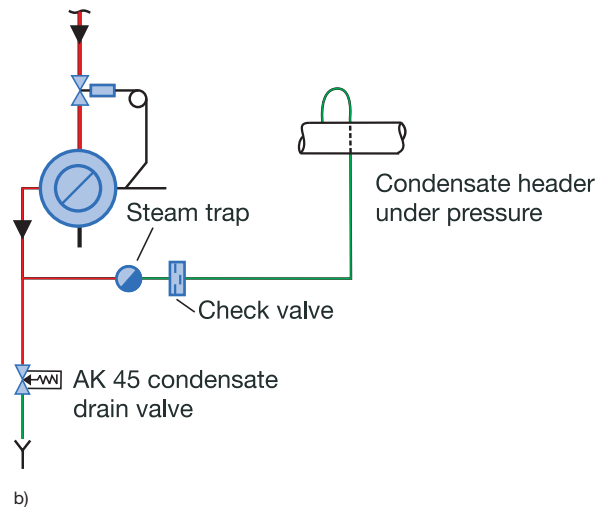 Condensate header
under pressure
Steam trap
Check valve
AK 45 condensate
drain valve
b)